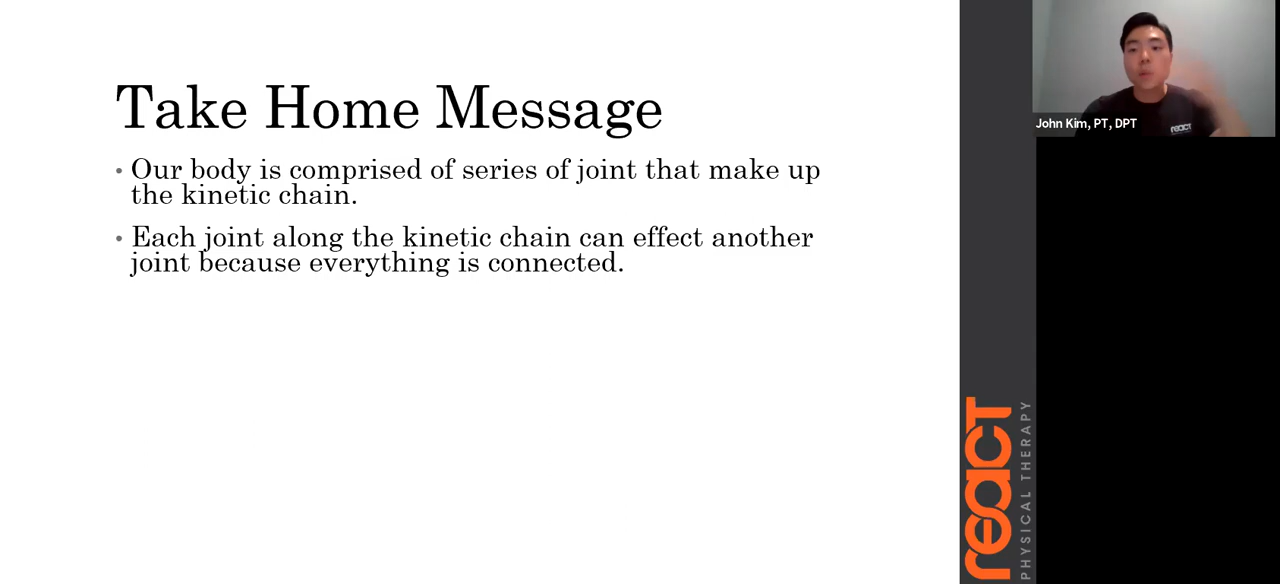 Take Home Message
• Our body is comprised of series of joint that make up
the kinetic chain.
• Each joint along the kinetic chain can effect another
joint because everything is connected.
react
John Kim, PT, DPT
react
PHYSICAL THERAPY